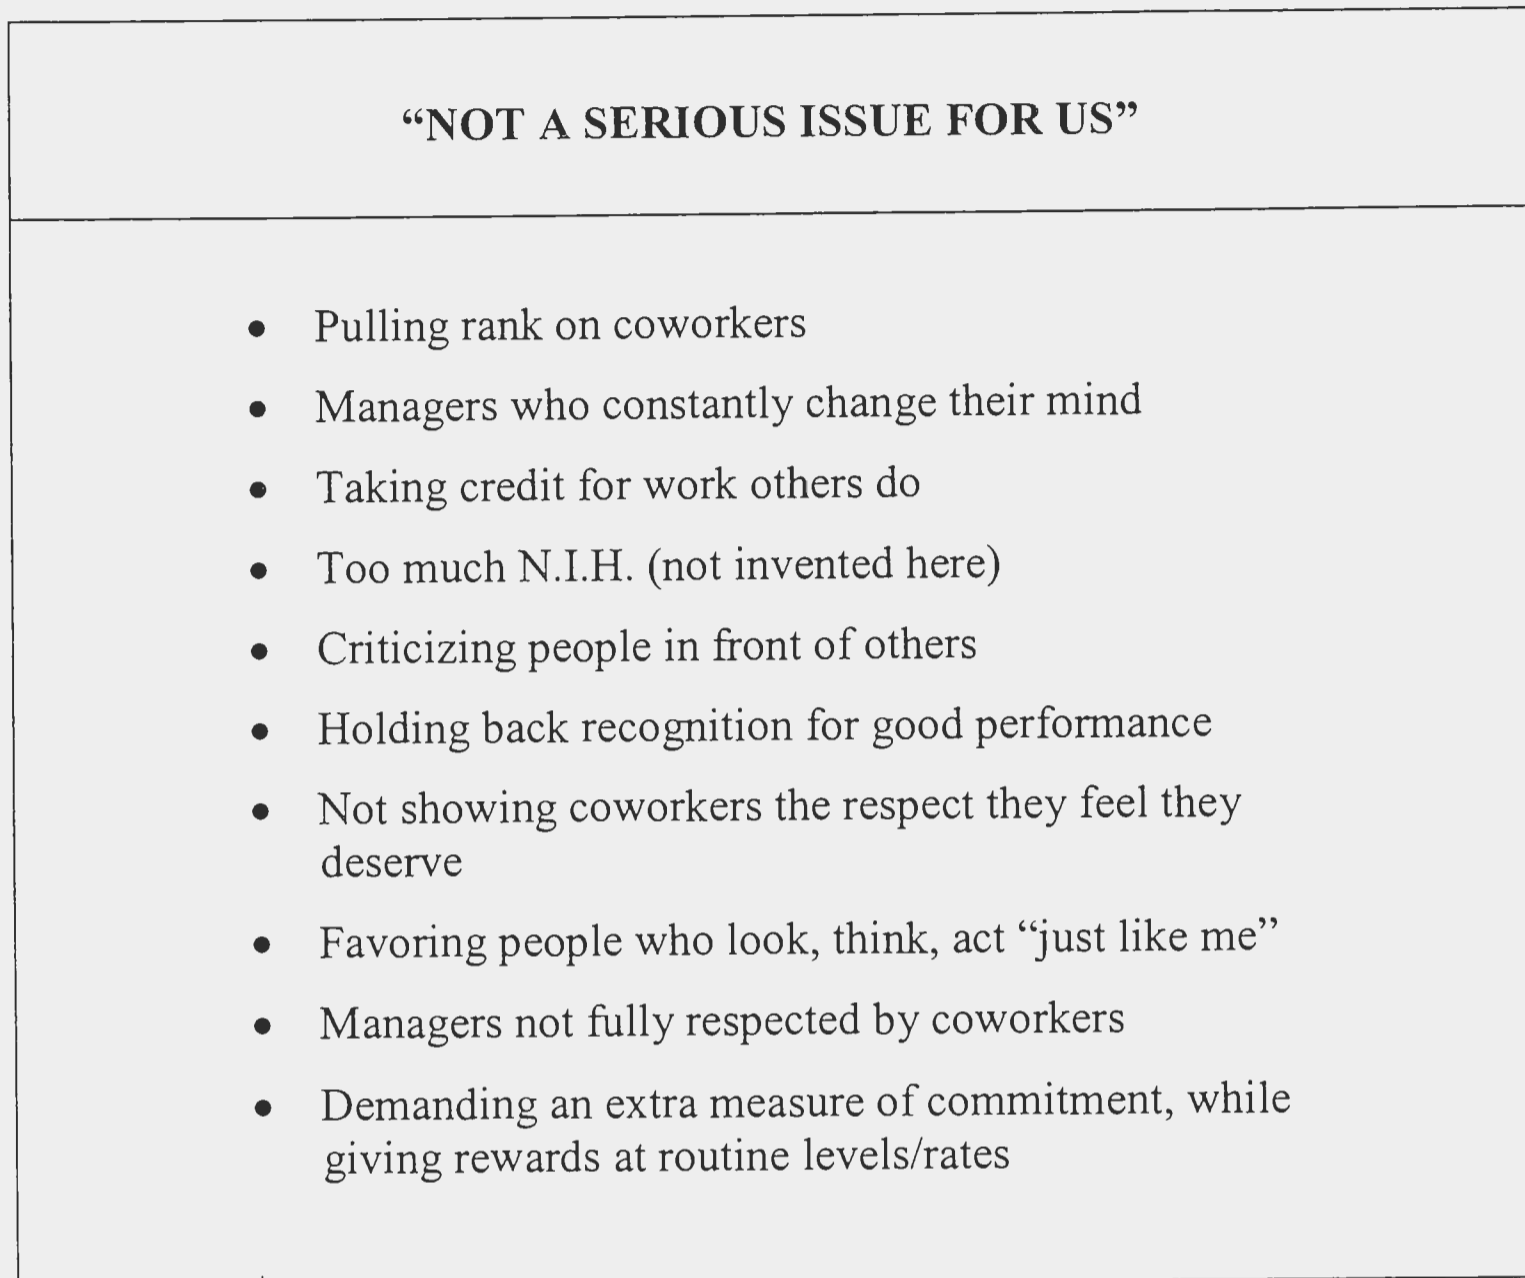 “NOT A SERIOUS ISSUE FOR US”
• Pulling rank on coworkers
• Managers who constantly change their mind
• Taking credit for work others do
• Too much N.I.H. (not invented here)
• Criticizing people in front of others
• Holding back recognition for good performance
• Not showing coworkers the respect they feel they
deserve
• Favoring people who look, think, act “just like me”
• Managers not fully respected by coworkers
• Demanding an extra measure of commitment, while
giving rewards at routine levels/rates